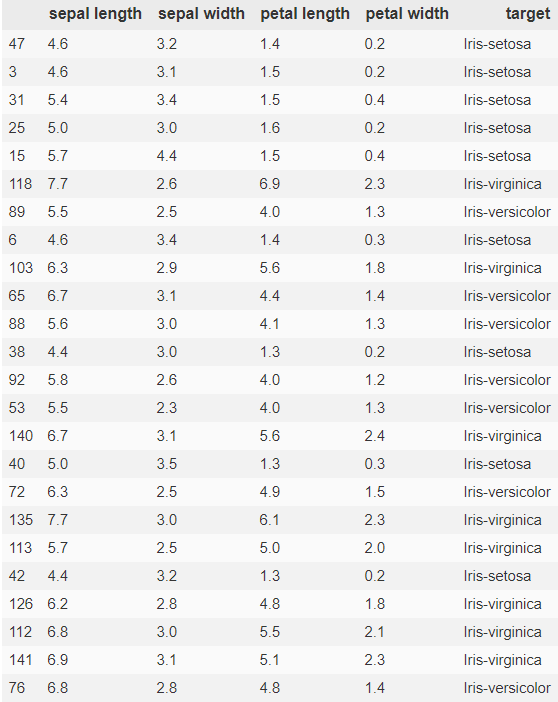 sepal length sepal width petal length petal width target
47 4.6 3.2 1.4 0.2 Iris-setosa
3 4.6 3.1 1.5 0.2 Iris-setosa
31 5.4 3.4 1.5 0.4 Iris-setosa
25 5.0 3.0 1.6 0.2 Iris-setosa
15 5.7 4.4 1.5 0.4 Iris-setosa
118 7.7 2.6 6.9 2.3 Iris-virginica
89 5.5 2.5 4.0 1.3 Iris-versicolor
6 4.6 3.4 1.4 0.3 Iris-setosa
103 6.3 2.9 5.6 1.8 Iris-virginica
65 6.7 3.1 4.4 1.4 Iris-versicolor
88 5.6 3.0 4.1 1.3 Iris-versicolor
38 4.4 3.0 1.3 0.2 Iris-setosa
92 5.8 2.6 4.0 1.2 Iris-versicolor
53 5.5 2.3 4.0 1.3 Iris-versicolor
140 6.7 3.1 5.6 2.4 Iris-virginica
40 5.0 3.5 1.3 0.3 Iris-setosa
72 6.3 2.5 4.9 1.5 Iris-versicolor
135 7.7 3.0 6.1 2.3 Iris-virginica
113 5.7 2.5 5.0 2.0 Iris-virginica
42 4.4 3.2 1.3 0.2 Iris-setosa
126 6.2 2.8 4.8 1.8 Iris-virginica
112 6.8 3.0 5.5 2.1 Iris-virginica
141 6.9 3.1 5.1 2.3 Iris-virginica
76 6.8 2.8 4.8 1.4 Iris-versicolor